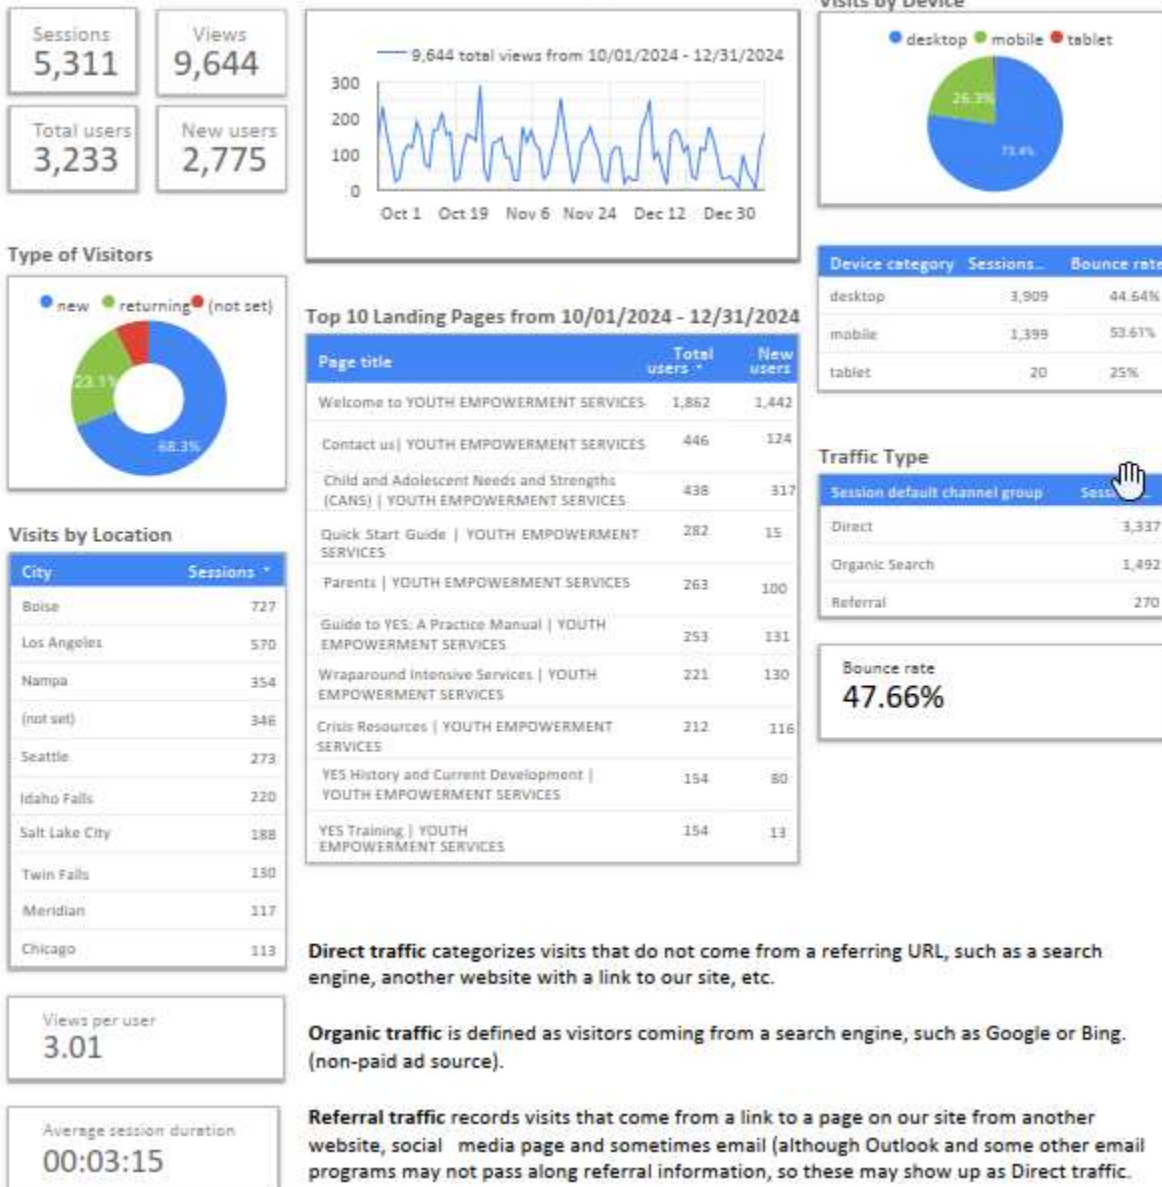 Visits by Device
Sessions
5,311
Views
9,644
Total users
3,233
New users
2,775
9,644 total views from 10/01/2024 - 12/31/2024
300
200
100
0
Oct 1 Oct 19 Nov 6 Nov 24 Dec 12 Dec 30
desktop mobile tablet
26.3%
73.4%
Type of Visitors
new returning (not set)
23.1%
68.3%
Device category Sessions... Bounce rate
desktop 3,909 44.64%
mobile 1,399 53.61%
tablet 20 25%
Top 10 Landing Pages from 10/01/2024 - 12/31/2024
Page title Total users New users
Welcome to YOUTH EMPOWERMENT SERVICES 1,862 1,442
Contact us| YOUTH EMPOWERMENT SERVICES 446 124
Child and Adolescent Needs and Strengths
(CANS) | YOUTH EMPOWERMENT SERVICES 438 317
Quick Start Guide | YOUTH EMPOWERMENT
SERVICES 282 15
Parents | YOUTH EMPOWERMENT SERVICES 263 100
Guide to YES: A Practice Manual | YOUTH
EMPOWERMENT SERVICES 253 131
Wraparound Intensive Services | YOUTH
EMPOWERMENT SERVICES 221 130
Crisis Resources | YOUTH EMPOWERMENT
SERVICES 212 116
YES History and Current Development |
YOUTH EMPOWERMENT SERVICES 154 80
YES Training | YOUTH
EMPOWERMENT SERVICES 154 13
Traffic Type
Session default channel group
Direct 3,337
Organic Search 1,492
Referral 270
Bounce rate
47.66%
Visits by Location
City Sessions
Boise 727
Los Angeles 570
Nampa 354
(not set) 346
Seattle 273
Idaho Falls 220
Salt Lake City 188
Twin Falls 130
Meridian 117
Chicago 113
Views per user
3.01
Average session duration
00:03:15
Direct traffic categorizes visits that do not come from a referring URL, such as a search
engine, another website with a link to our site, etc.
Organic traffic is defined as visitors coming from a search engine, such as Google or Bing.
(non-paid ad source).
Referral traffic records visits that come from a link to a page on our site from another
website, social media page and sometimes email (although Outlook and some other email
programs may not pass along referral information, so these may show up as Direct traffic.